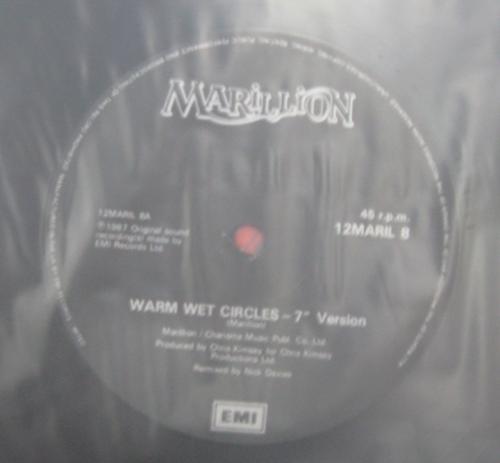 MARILLION
12MARIL 8A
℗ 1987 Original sound
recording(s) made by
EMI Records Ltd
45 r.p.m.
12MARIL 8
WARM WET CIRCLES – 7" Version
(Marillion)
Marillion / Charisma Music Publ. Co. Ltd
Produced by Chris Kimsey for Chris Kimsey
Productions Ltd
Remixed by Nick Davies
EMI